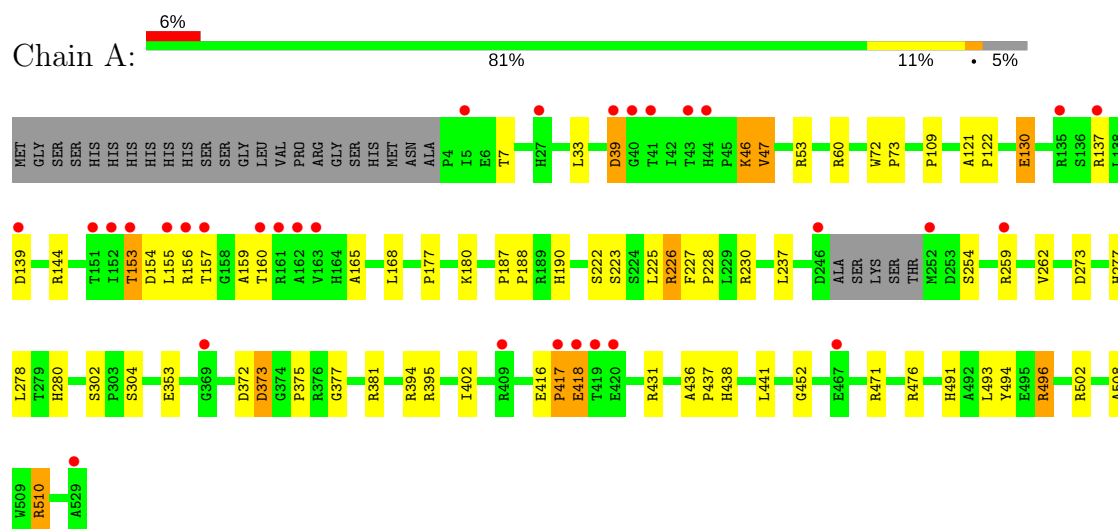 6%
Chain A:
81% 11% • 5%
MET GLY SER SER HIS HIS HIS HIS HIS HIS SER SER GLY LEU VAL PRO ARG GLY SER HIS MET ASN ALA P4 I5 E6 T7 H27 L33 D39 G40 T41 I42 T43 H44 P45 K46 V47 R53 R60 W72 P73 P109 A121 P122 E130 R135 S136 R137 L138
D139 R144 T151 I152 T153 D154 L155 R156 T157 G158 A159 T160 R161 A162 V163 H164 A165 L168 P177 K180 P187 P188 R189 H190 S222 S223 S224 L225 R226 F227 P228 L229 R230 L237 D246 ALA SER LYS SER THR M252 D253 S254 R259 V262 D273 H277
L278 T279 H280 S302 P303 S304 E353 G369 D372 D373 G374 P375 R376 G377 R381 R394 R395 I402 R409 E416 P417 E418 T419 E420 R431 A436 P437 H438 L441 G452 E467 R471 R476 H491 A492 L493 Y494 E495 R496 R502 A508
W509 R510 A529